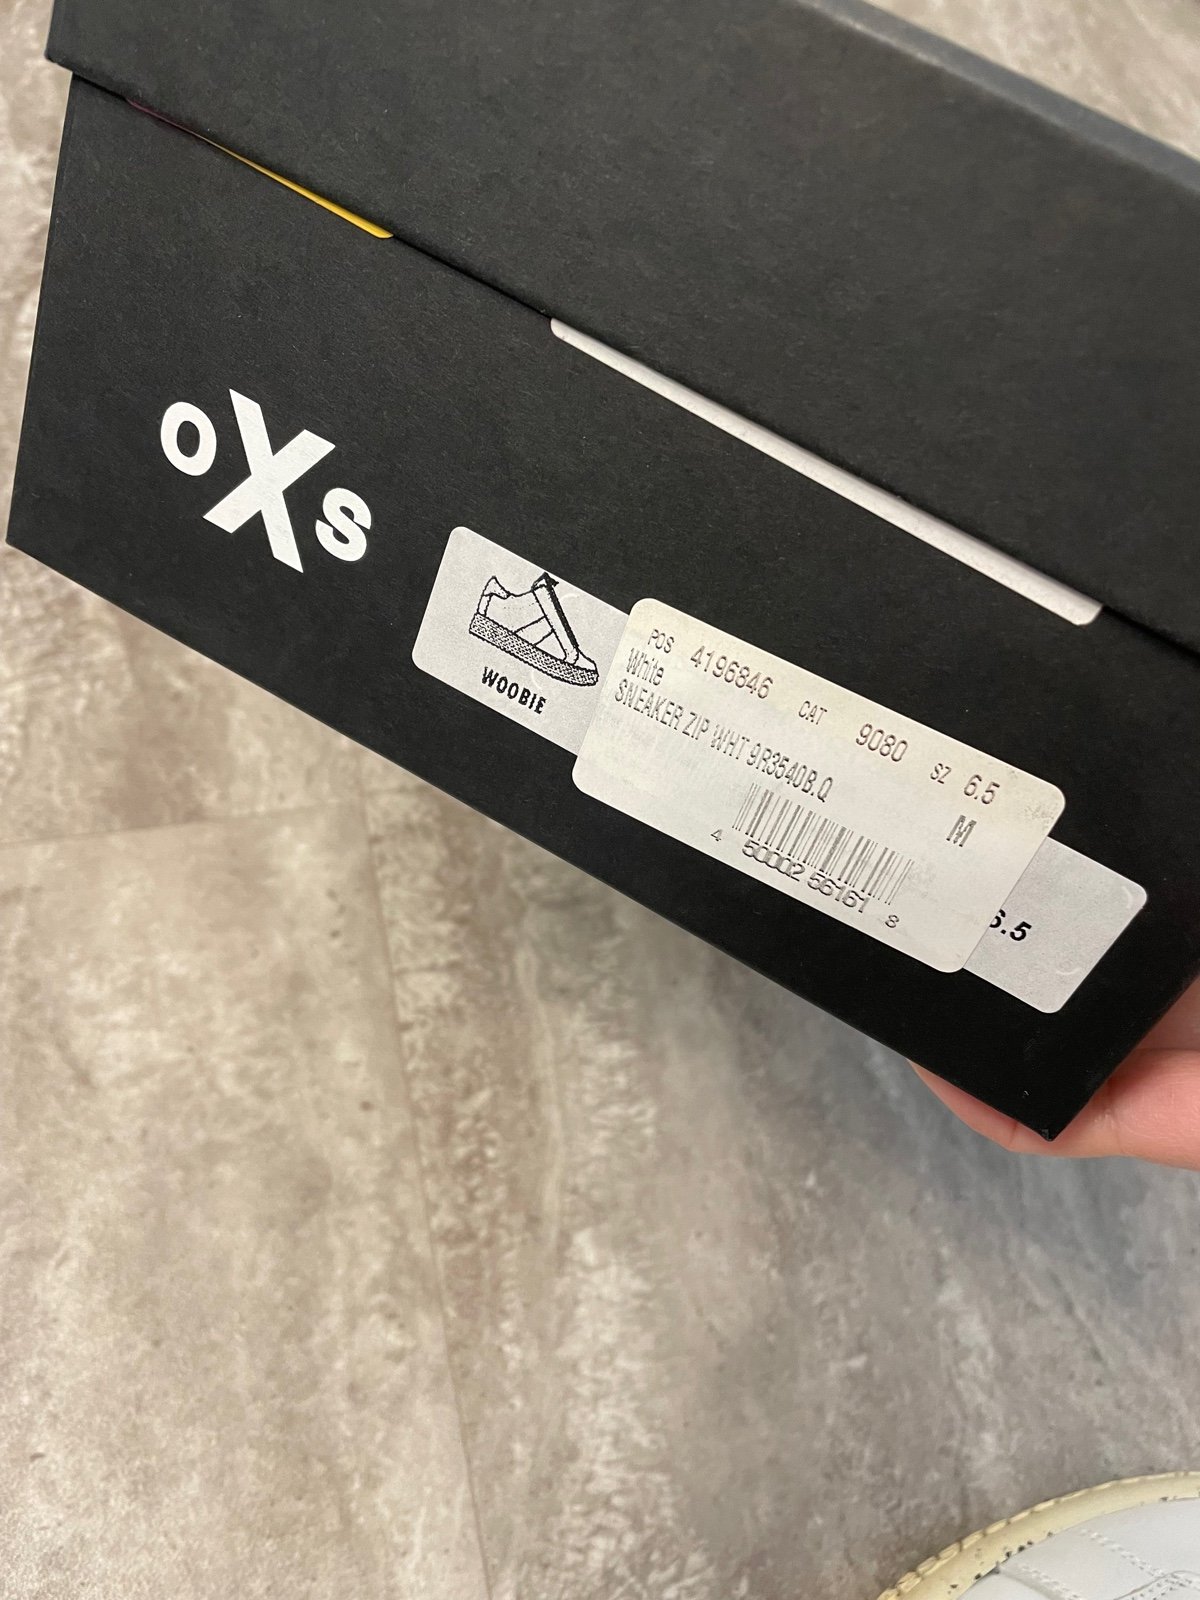 oXs
WOOBIE
POS 4196846 CAT 9080 SZ 6.5
White
SNEAKER ZIP WHT 9R3540B.Q
M
4 50002 56161 8
6.5